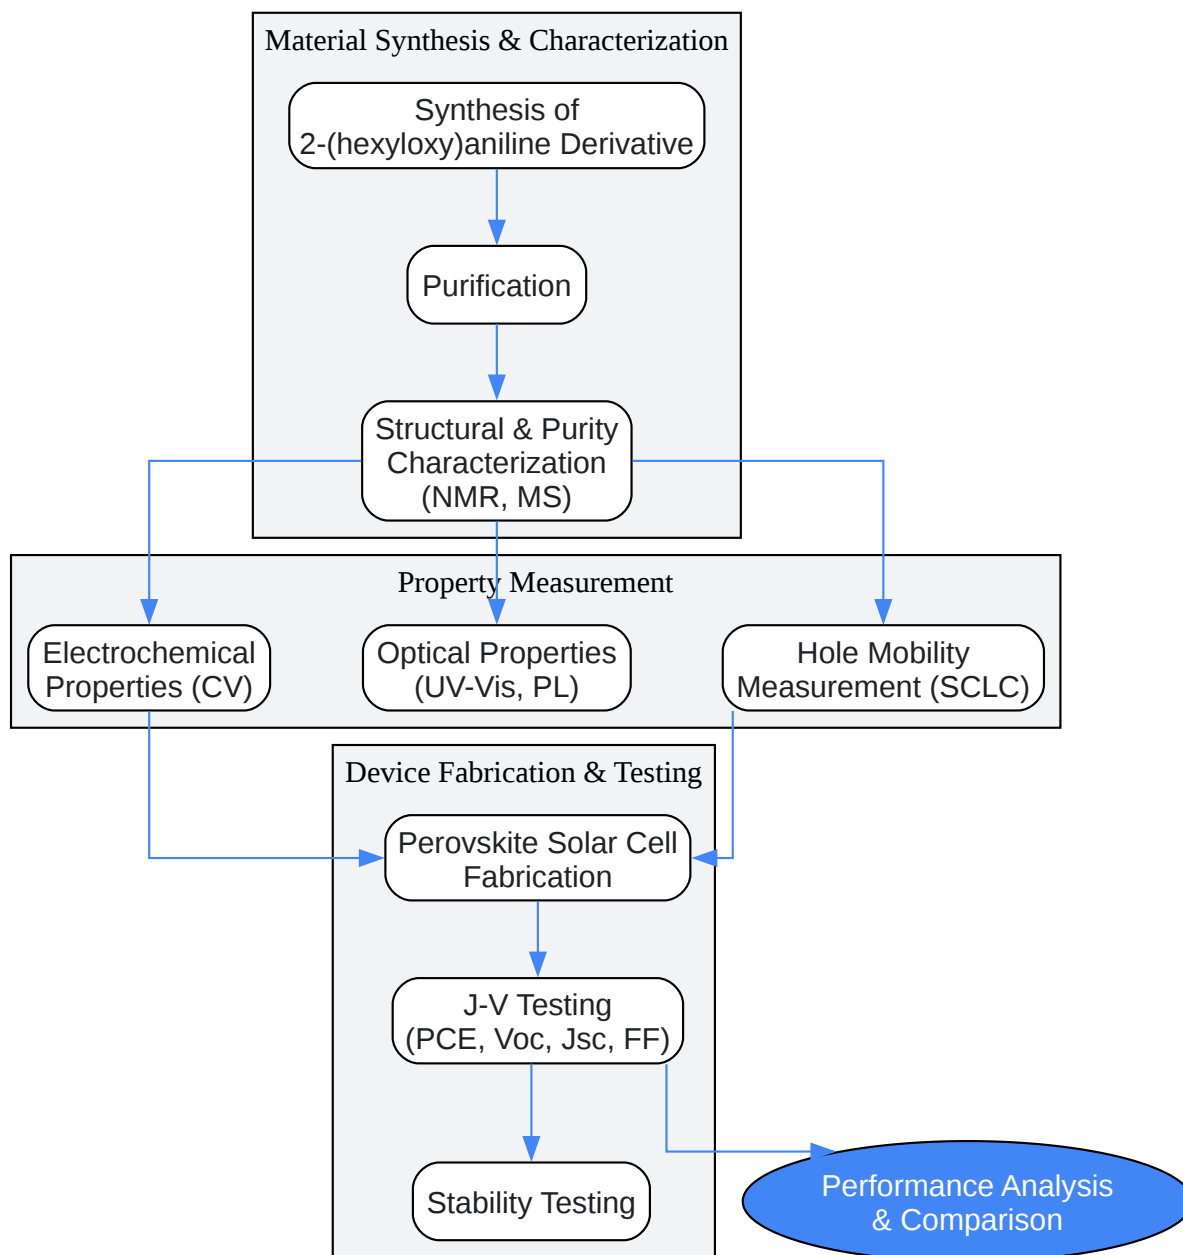 Material Synthesis & Characterization
Synthesis of
2-(hexyloxy)aniline Derivative
Purification
Structural & Purity
Characterization
(NMR, MS)
Property Measurement
Electrochemical
Properties (CV)
Optical Properties
(UV-Vis, PL)
Hole Mobility
Measurement (SCLC)
Device Fabrication & Testing
Perovskite Solar Cell
Fabrication
J-V Testing
(PCE, Voc, Jsc, FF)
Stability Testing
Performance Analysis
& Comparison